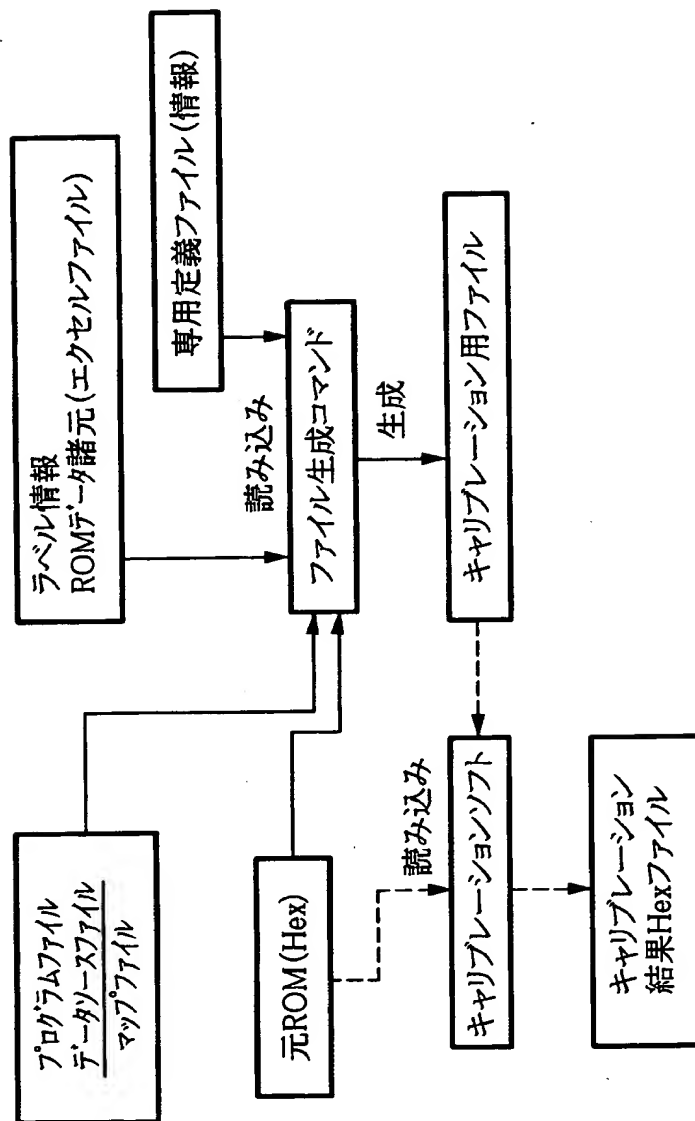 プログラムファイル
データソースファイル
マップファイル
ラベル情報
ROMデータ諸元(エクセルファイル)
専用定義ファイル(情報)
読み込み
元ROM(Hex)
ファイル生成コマンド
生成
読み込み
キャリブレーションソフト
キャリブレーション用ファイル
キャリブレーション
結果Hexファイル